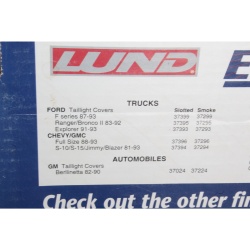 LUND
E
TRUCKS
FORD Taillight Covers Slotted Smoke
F series 87-93 37399 37299
Ranger/Bronco II 83-92 37395 37295
Explorer 91-93 37393 37293
CHEVY/GMC
Full Size 88-93 37396 37296
S-10/S-15/Jimmy/Blazer 81-93 37394 37294
AUTOMOBILES
GM Taillight Covers
Berlinetta 82-90 37024 37224
Check out the other fin